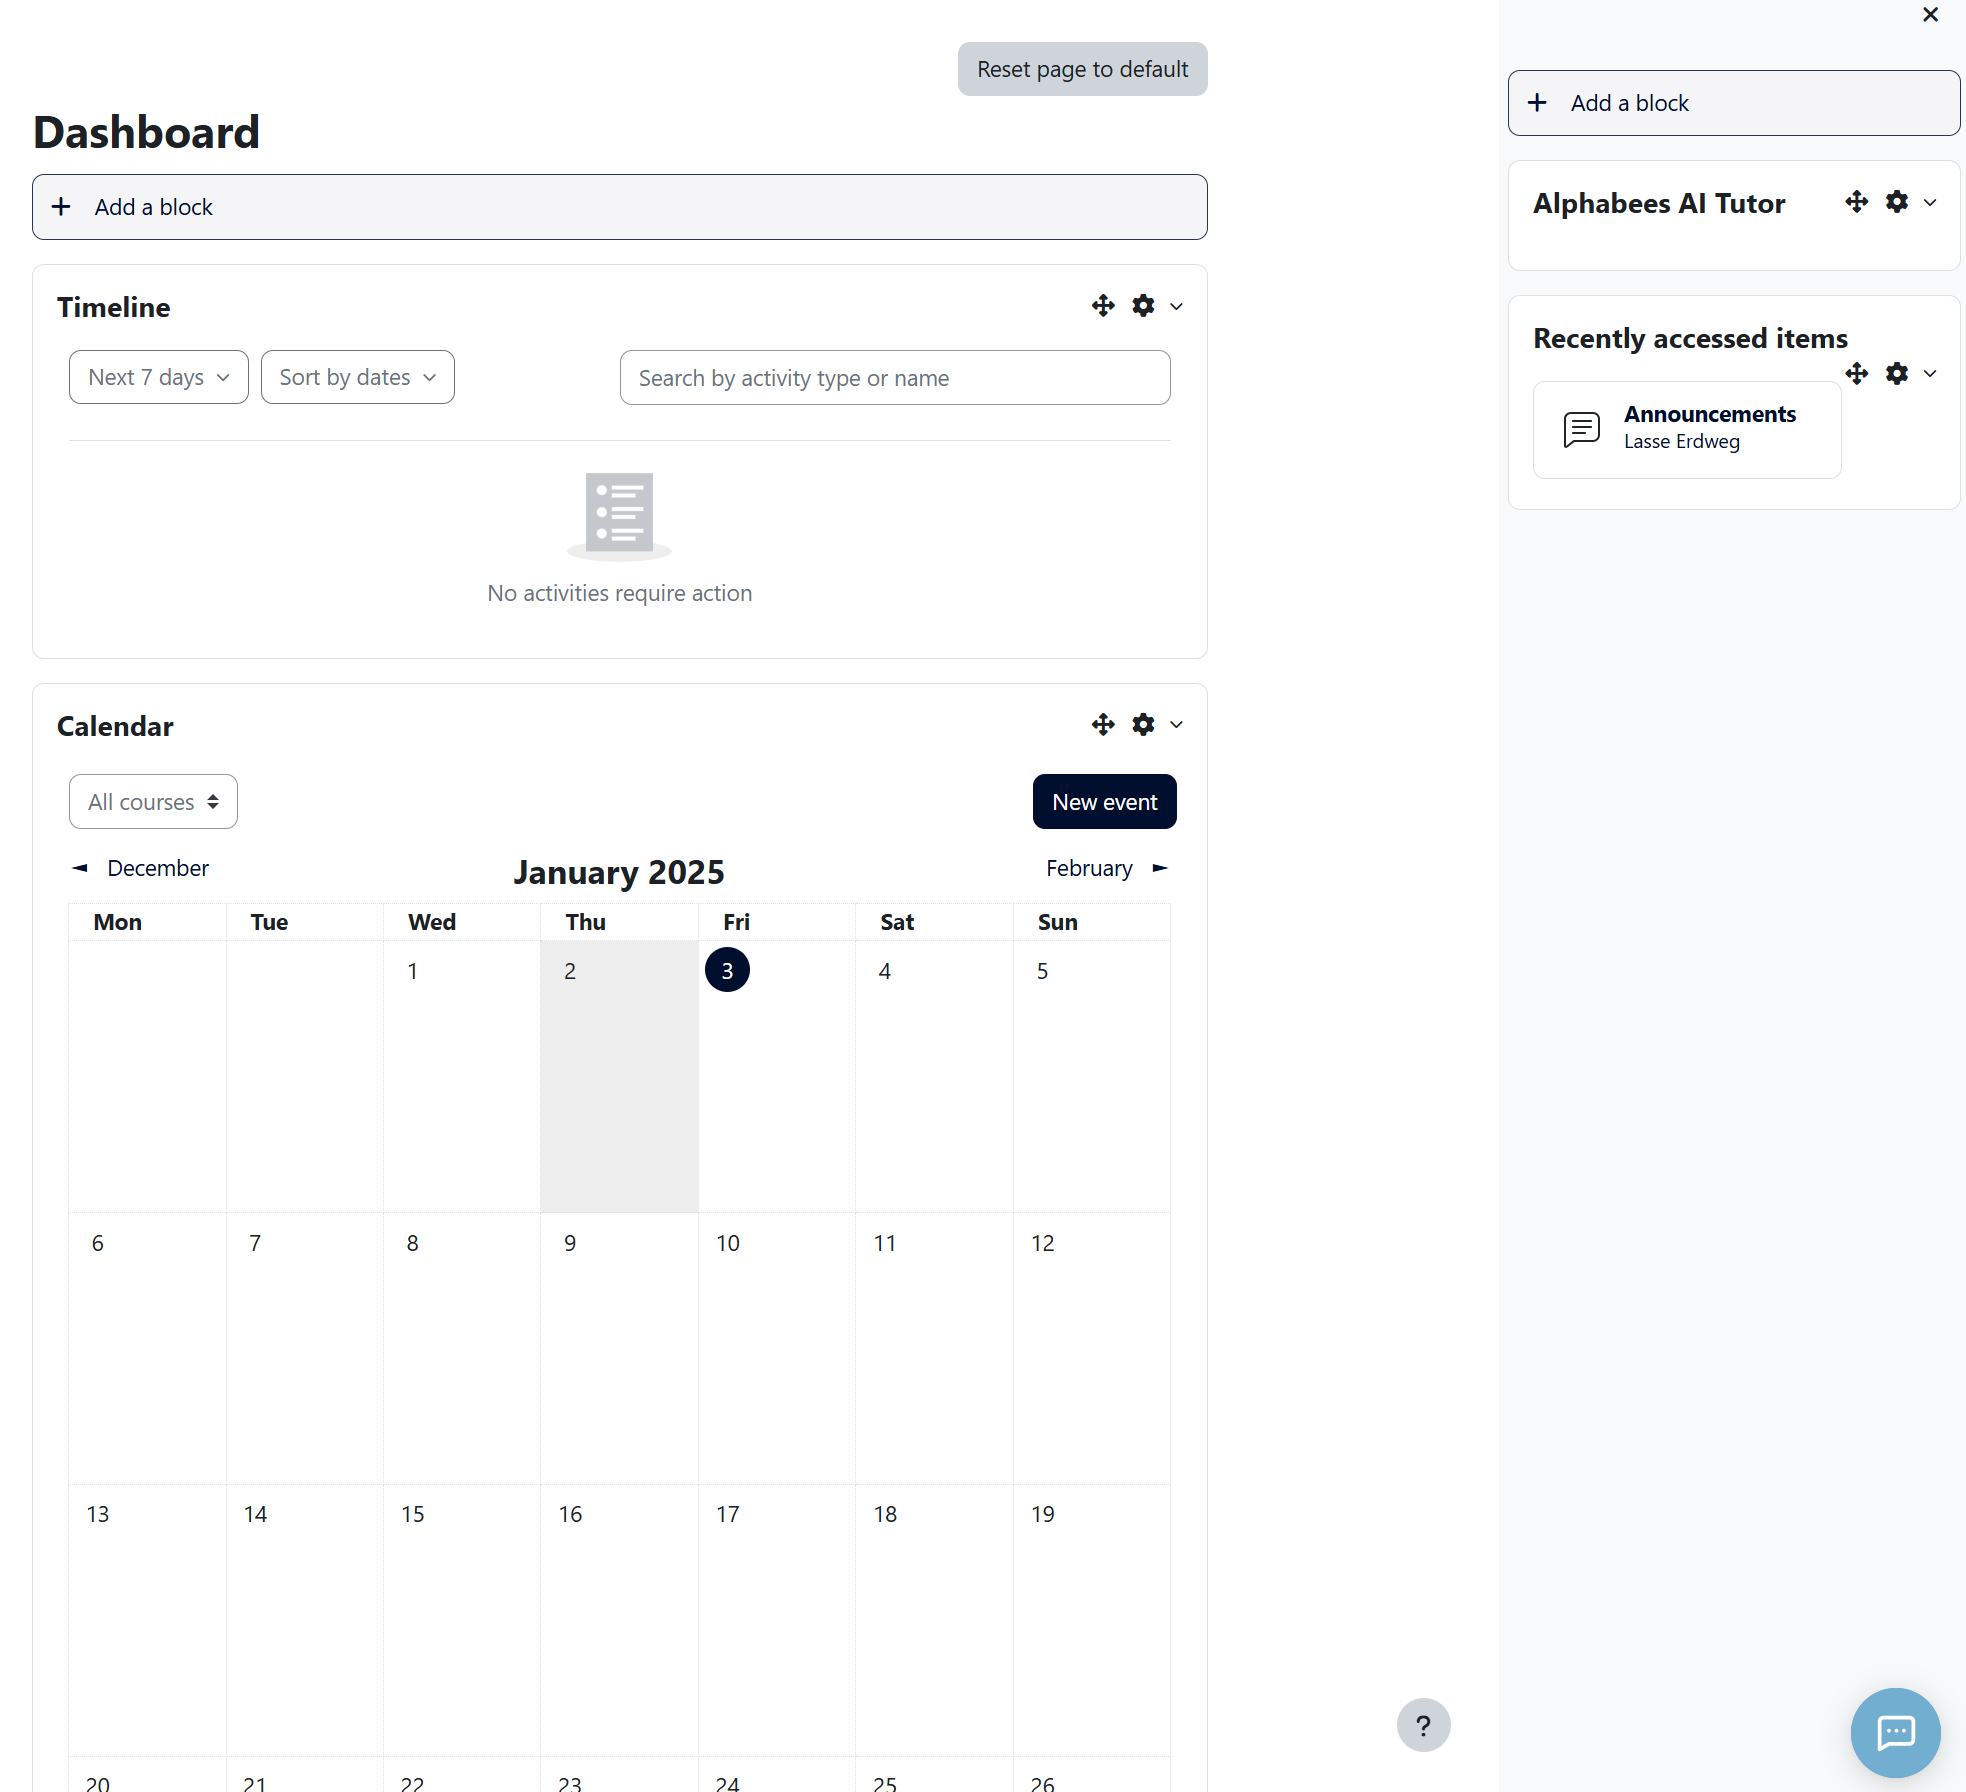 Reset page to default
Dashboard
+ Add a block
Timeline
Next 7 days
Sort by dates
Search by activity type or name
No activities require action
Calendar
All courses
New event
◄ December
January 2025
February ►
Mon Tue Wed Thu Fri Sat Sun
1 2 3 4 5
6 7 8 9 10 11 12
13 14 15 16 17 18 19
20 21 22 23 24 25 26
+ Add a block
Alphabees AI Tutor
Recently accessed items
Announcements
Lasse Erdweg
?